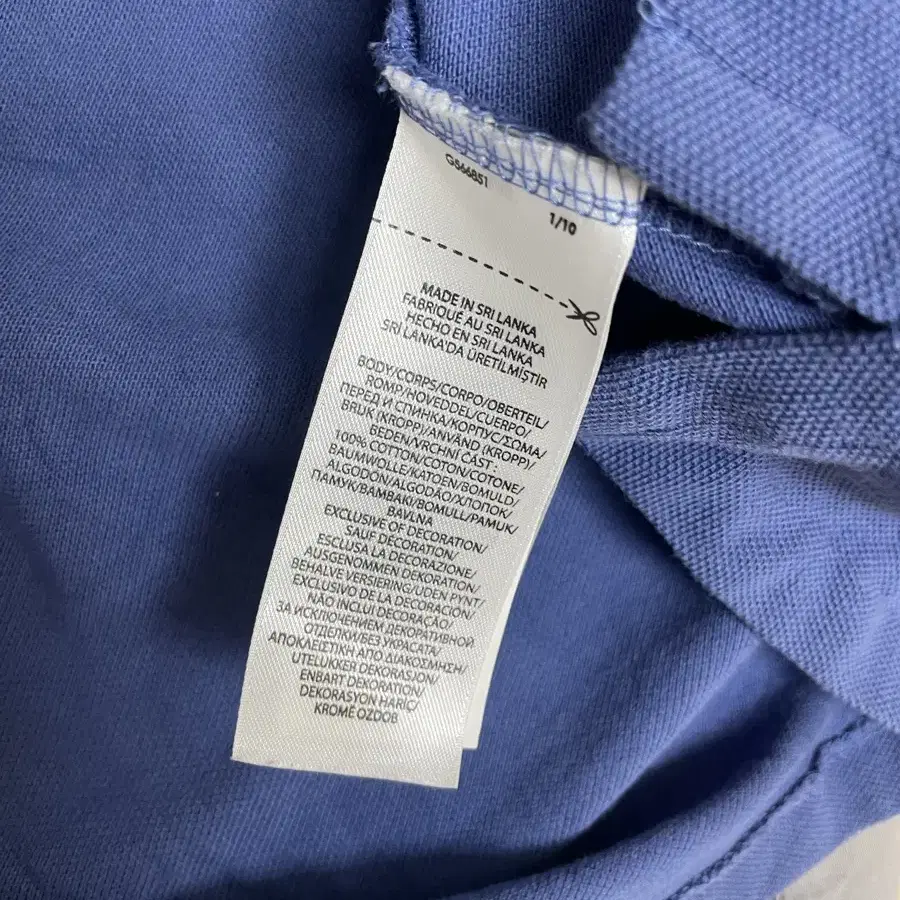 GS66851
1/10
MADE IN SRI LANKA
FABRIQUÉ AU SRI LANKA
HECHO EN SRI LANKA
SRİ LANKA'DA ÜRETİLMİŞTİR
BODY/CORPS/CORPO/OBERTEIL/
ROMP/HOVEDDEL/CUERPO/
ПЕРЕД И СПИНКА/КОРПУС/ΣΩΜΑ/
BRUK (KROPP)/ANVÄND (KROPP)/
BEDEN/VRCHNÍ ČÁST :
100% COTTON/COTON/COTONE/
BAUMWOLLE/KATOEN/BOMULD/
ALGODÓN/ALGODÃO/ХЛОПОК/
ПАМУК/BAMBAKI/BOMULL/PAMUK/
BAVLNA
EXCLUSIVE OF DECORATION/
SAUF DÉCORATION/
ESCLUSA LA DECORAZIONE/
AUSGENOMMEN DEKORATION/
BEHALVE VERSIERING/UDEN PYNT/
EXCLUSIVO DE LA DECORACIÓN/
NÃO INCLUI DECORAÇÃO/
ЗА ИСКЛЮЧЕНИЕМ ДЕКОРАТИВНОЙ
ОТДЕЛКИ/БЕЗ УКРАСАТА/
ΑΠΟΚΛΕΙΣΤΙΚΗ ΑΠΟ ΔΙΑΚΟΣΜΗΣΗ/
UTELUKKER DEKORASJON/
ENBART DEKORATION/
DEKORASYON HARİÇ/
KROMĚ OZDOB